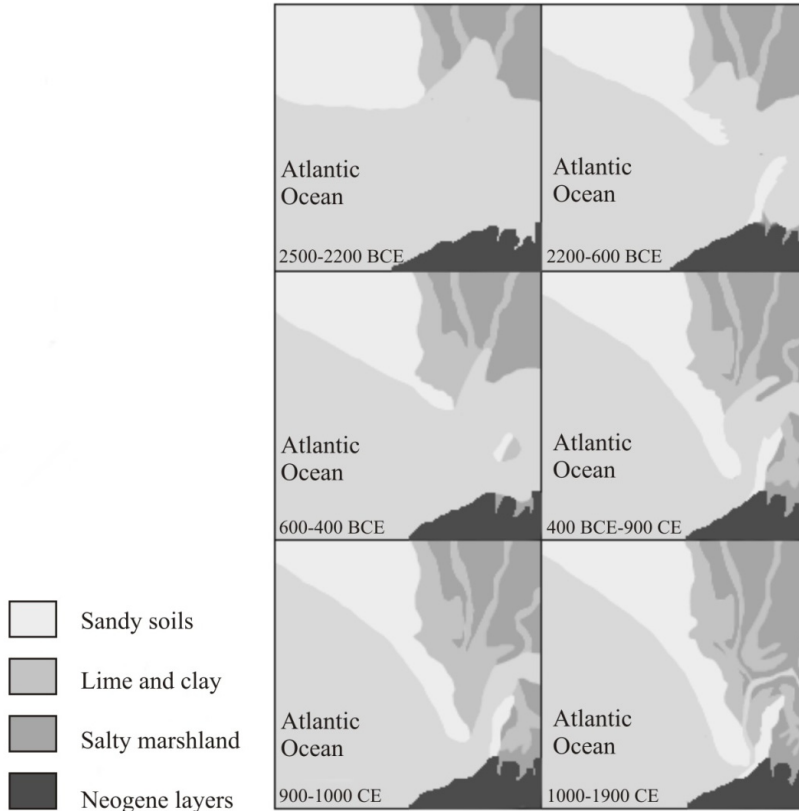 Atlantic
Ocean
2500-2200 BCE
Atlantic
Ocean
2200-600 BCE
Atlantic
Ocean
600-400 BCE
Atlantic
Ocean
400 BCE-900 CE
Atlantic
Ocean
900-1000 CE
Atlantic
Ocean
1000-1900 CE
Sandy soils
Lime and clay
Salty marshland
Neogene layers